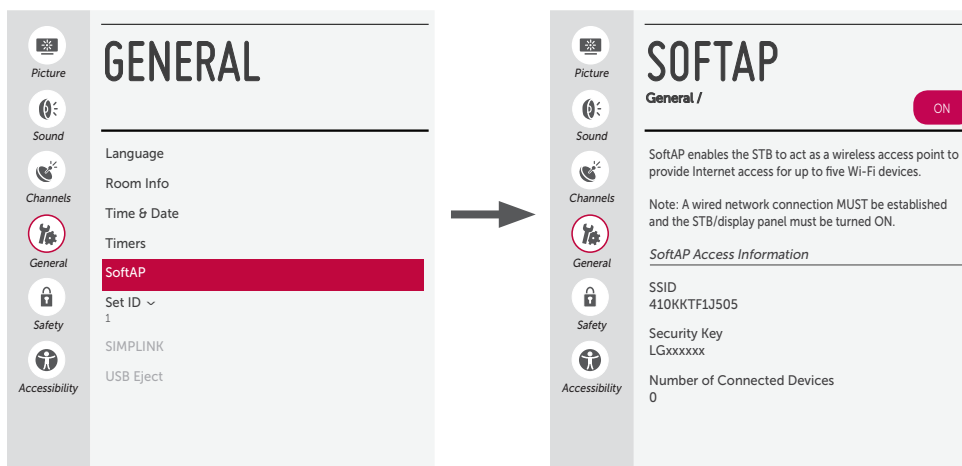 Picture
Sound
Channels
General
Safety
Accessibility
GENERAL
Language
Room Info
Time & Date
Timers
SoftAP
Set ID
1
SIMPLINK
USB Eject
Picture
Sound
Channels
General
Safety
Accessibility
SOFTAP
General /
ON
SoftAP enables the STB to act as a wireless access point to
provide Internet access for up to five Wi-Fi devices.
Note: A wired network connection MUST be established
and the STB/display panel must be turned ON.
SoftAP Access Information
SSID
410KKTF1J505
Security Key
LGxxxxxx
Number of Connected Devices
0